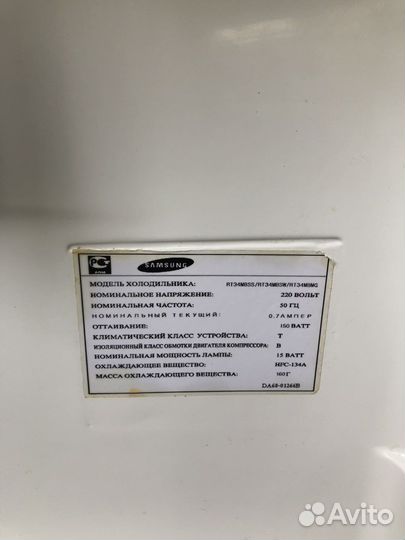 SAMSUNG
МОДЕЛЬ ХОЛОДИЛЬНИКА: RT34MBSS/RT34MBSW/RT34MBMG
НОМИНАЛЬНОЕ НАПРЯЖЕНИЕ: 220 ВОЛЬТ
НОМИНАЛЬНАЯ ЧАСТОТА: 50 ГЦ
НОМИНАЛЬНЫЙ ТЕКУЩИЙ: 0.7АМПЕР
ОТТАИВАНИЕ: 150 ВАТТ
КЛИМАТИЧЕСКИЙ КЛАСС УСТРОЙСТВА: T
ИЗОЛЯЦИОННЫЙ КЛАСС ОБМОТКИ ДВИГАТЕЛЯ КОМПРЕССОРА: B
НОМИНАЛЬНАЯ МОЩНОСТЬ ЛАМПЫ: 15 ВАТТ
ОХЛАЖДАЮЩЕЕ ВЕЩЕСТВО: HFC-134A
МАССА ОХЛАЖДАЮЩЕГО ВЕЩЕСТВА: 160Г
DA68-01266B
Avito